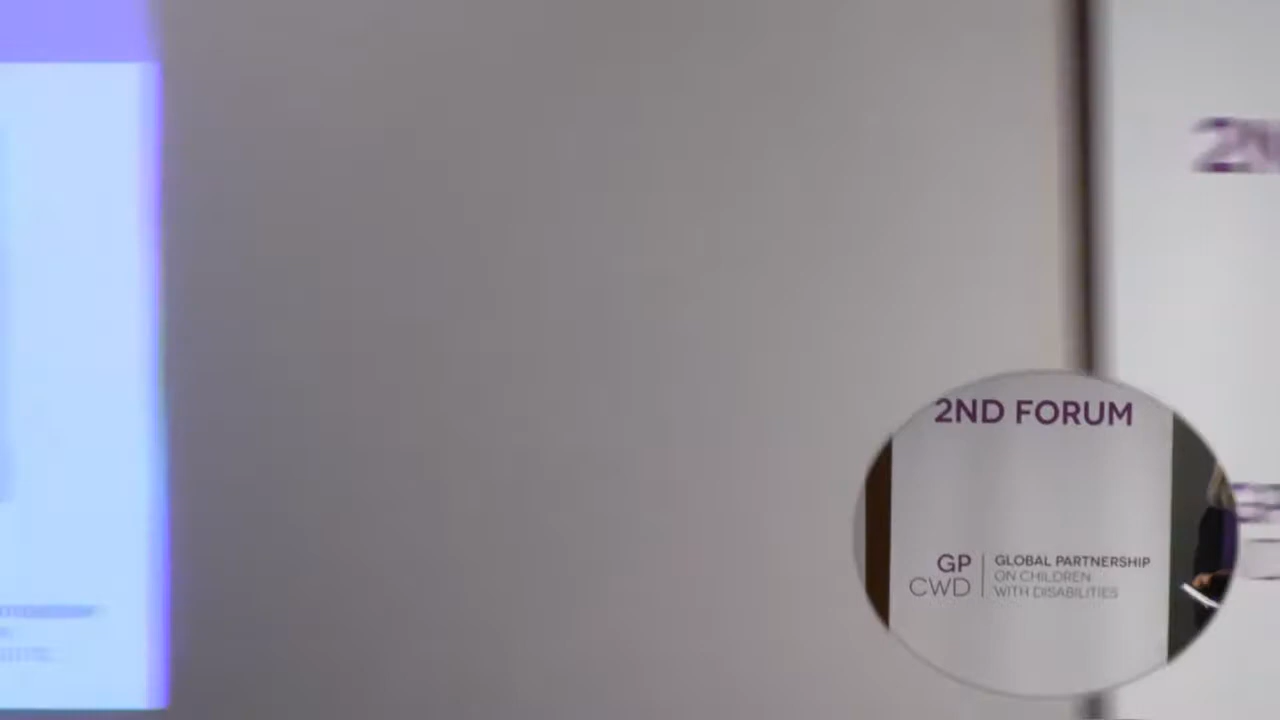 2ND FORUM
GP
CWD
GLOBAL PARTNERSHIP
ON CHILDREN
WITH DISABILITIES